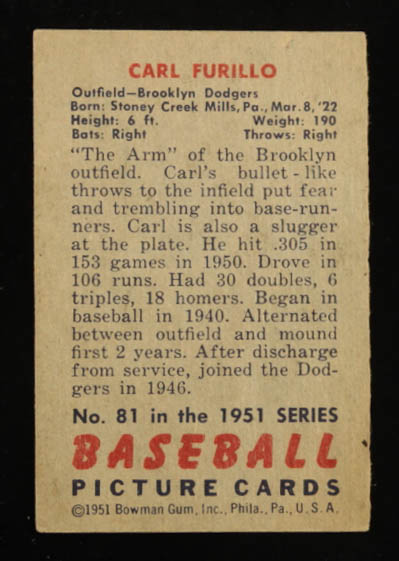 CARL FURILLO
Outfield—Brooklyn Dodgers
Born: Stoney Creek Mills, Pa., Mar. 8, '22
Height: 6 ft. Weight: 190
Bats: Right Throws: Right
"The Arm" of the Brooklyn
outfield. Carl's bullet-like
throws to the infield put fear
and trembling into base-run-
ners. Carl is also a slugger
at the plate. He hit .305 in
153 games in 1950. Drove in
106 runs. Had 30 doubles, 6
triples, 18 homers. Began in
baseball in 1940. Alternated
between outfield and mound
first 2 years. After discharge
from service, joined the Dod-
gers in 1946.
No. 81 in the 1951 SERIES
BASEBALL
PICTURE CARDS
©1951 Bowman Gum, Inc., Phila., Pa., U.S.A.